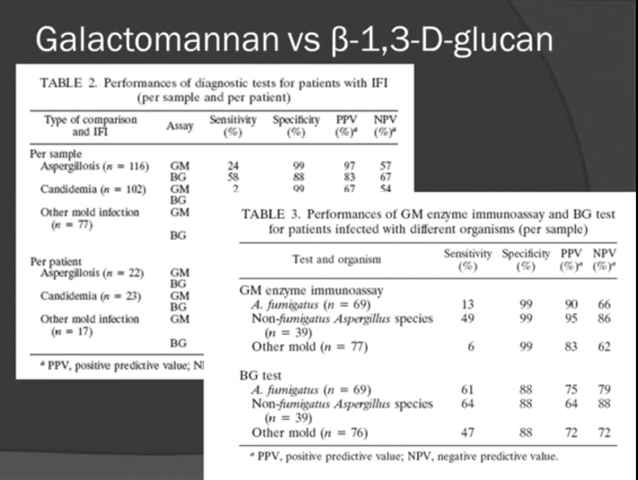 Galactomannan vs β-1,3-D-glucan
TABLE 2. Performances of diagnostic tests for patients with IFI
(per sample and per patient)
Type of comparison and IFI Assay Sensitivity (%) Specificity (%) PPV (%)ᵃ NPV (%)ᵃ
Per sample
Aspergillosis (n = 116) GM 24 99 97 57
BG 58 88 83 67
Candidemia (n = 102) GM 2 99 67 54
BG
Other mold infection GM
(n = 77)
BG
Per patient
Aspergillosis (n = 22) GM
BG
Candidemia (n = 23) GM
BG
Other mold infection GM
(n = 17)
BG
ᵃ PPV, positive predictive value;
TABLE 3. Performances of GM enzyme immunoassay and BG test
for patients infected with different organisms (per sample)
Test and organism Sensitivity (%) Specificity (%) PPV (%)ᵃ NPV (%)ᵃ
GM enzyme immunoassay
A. fumigatus (n = 69) 13 99 90 66
Non-fumigatus Aspergillus species 49 99 95 86
(n = 39)
Other mold (n = 77) 6 99 83 62
BG test
A. fumigatus (n = 69) 61 88 75 79
Non-fumigatus Aspergillus species 64 88 64 88
(n = 39)
Other mold (n = 76) 47 88 72 72
ᵃ PPV, positive predictive value; NPV, negative predictive value.